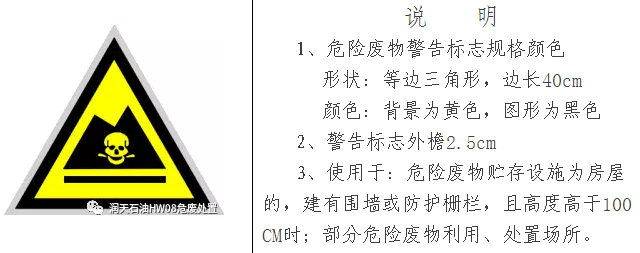 说 明
1、危险废物警告标志规格颜色
形状：等边三角形，边长40cm
颜色：背景为黄色，图形为黑色
2、警告标志外檐2.5cm
3、使用于：危险废物贮存设施为房屋
的，建有围墙或防护栅栏，且高度高于100
CM时；部分危险废物利用、处置场所。
润天石油HW08危废处置